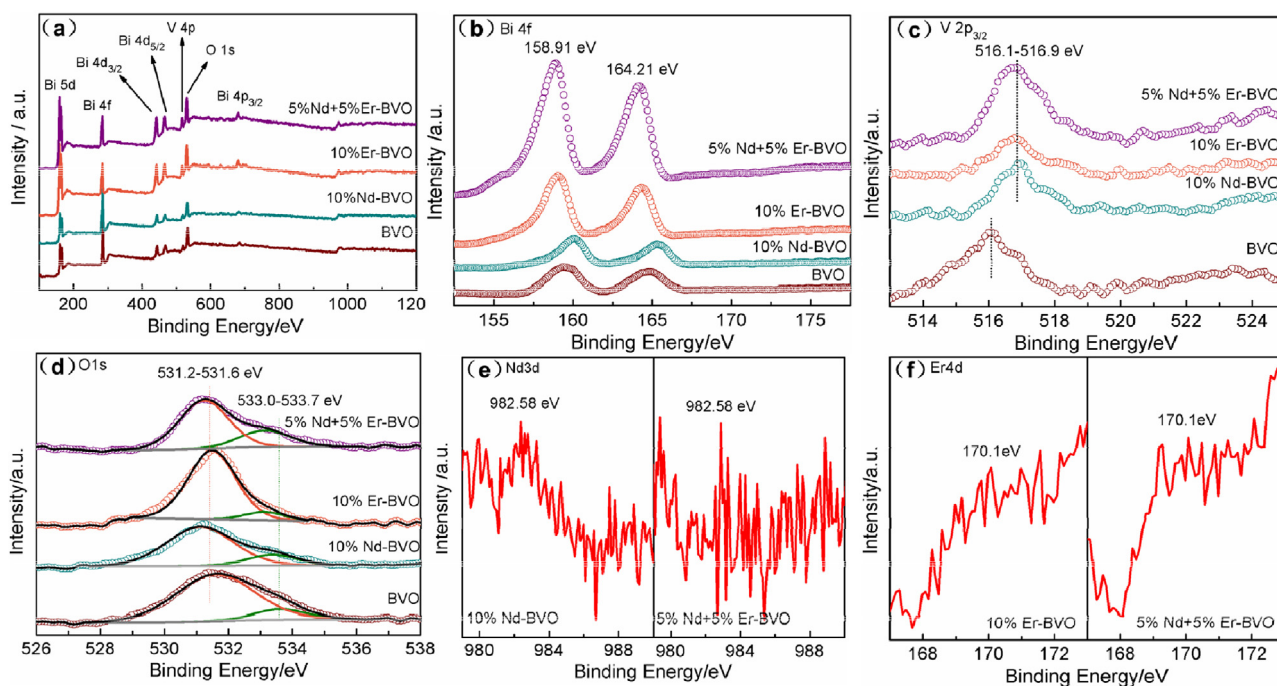 (a)
V 4p
Bi 4d5/2
O 1s
Bi 4d3/2
Bi 5d
Bi 4f
Bi 4p3/2
5%Nd+5%Er-BVO
10%Er-BVO
10%Nd-BVO
BVO
Intensity / a.u.
200 400 600 800 1000 1200
Binding Energy/eV
(b) Bi 4f
158.91 eV
164.21 eV
5% Nd+5% Er-BVO
10% Er-BVO
10% Nd-BVO
BVO
Intensity/a.u.
155 160 165 170 175
Binding Energy/eV
(c) V 2p3/2
516.1-516.9 eV
5% Nd+5% Er-BVO
10% Er-BVO
10% Nd-BVO
BVO
Intensity/a.u.
514 516 518 520 522 524
Binding Energy/eV
(d) O1s
531.2-531.6 eV
533.0-533.7 eV
5% Nd+5% Er-BVO
10% Er-BVO
10% Nd-BVO
BVO
Intensity/a.u.
526 528 530 532 534 536 538
Binding Energy/eV
(e) Nd3d
982.58 eV
982.58 eV
10% Nd-BVO
5% Nd+5% Er-BVO
Intensity /a.u.
980 984 988 980 984 988
Binding Energy/eV
(f) Er4d
170.1eV
170.1eV
10% Er-BVO
5% Nd+5% Er-BVO
Intensity/a.u.
168 170 172 168 170 172
Binding Energy/eV